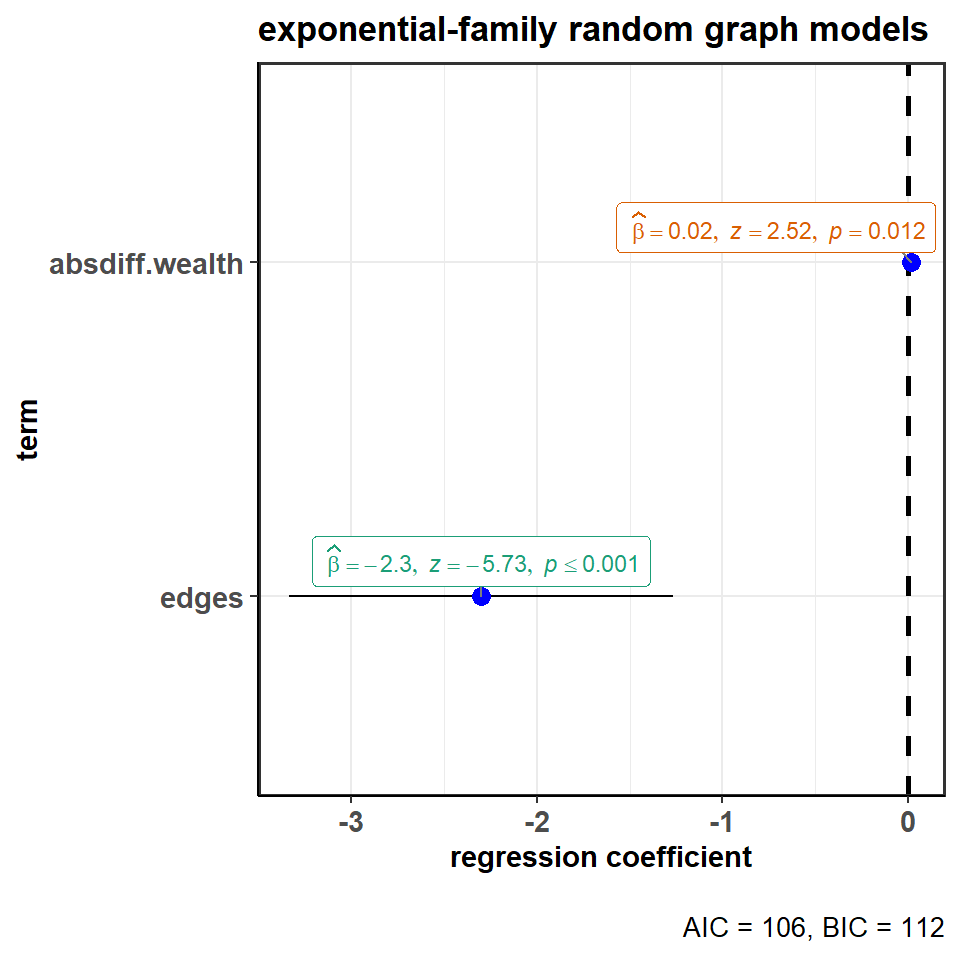 exponential-family random graph models
β̂ = 0.02, z = 2.52, p = 0.012
absdiff.wealth
term
β̂ = −2.3, z = −5.73, p ≤ 0.001
edges
-3 -2 -1 0
regression coefficient
AIC = 106, BIC = 112